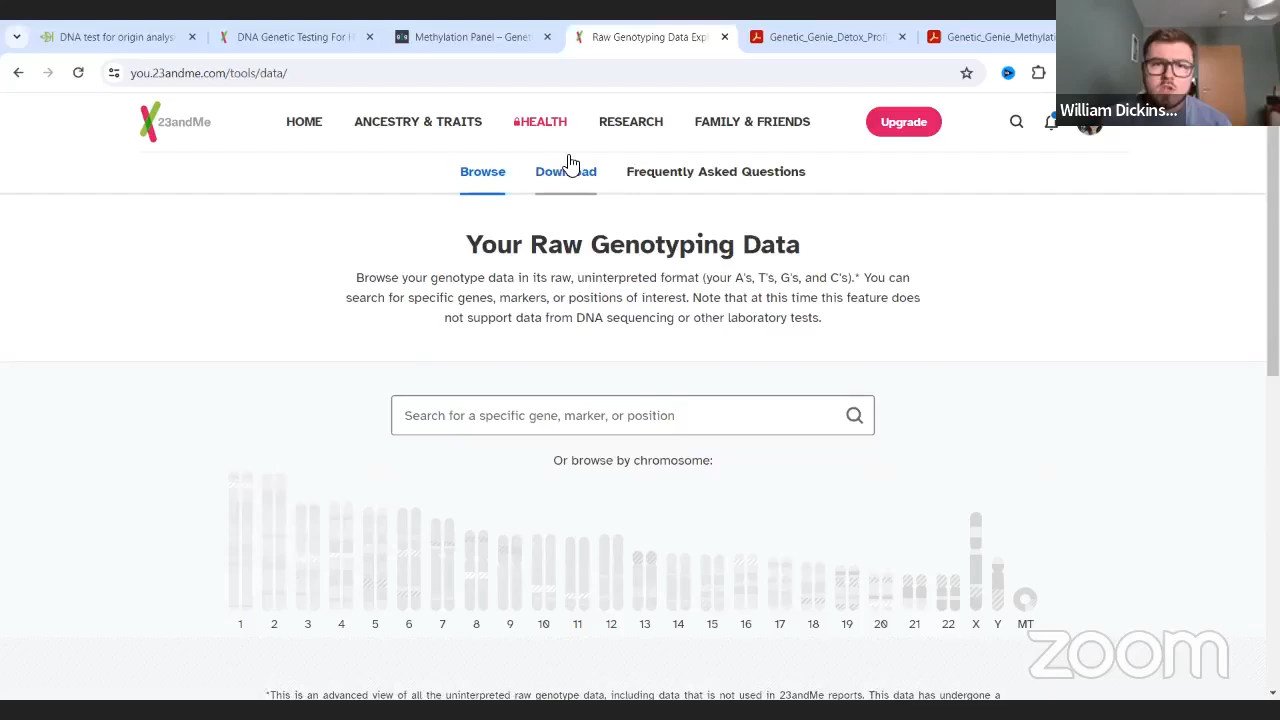 DNA test for origin analys
DNA Genetic Testing For H
Methylation Panel – Genet
Raw Genotyping Data Expl
Genetic_Genie_Detox_Prof
Genetic_Genie_Methylati
you.23andme.com/tools/data/
William Dickins...
23andMe
HOME
ANCESTRY & TRAITS
HEALTH
RESEARCH
FAMILY & FRIENDS
Upgrade
Browse
Download
Frequently Asked Questions
Your Raw Genotyping Data
Browse your genotype data in its raw, uninterpreted format (your A's, T's, G's, and C's).* You can
search for specific genes, markers, or positions of interest. Note that at this time this feature does
not support data from DNA sequencing or other laboratory tests.
Search for a specific gene, marker, or position
Or browse by chromosome:
1 2 3 4 5 6 7 8 9 10 11 12 13 14 15 16 17 18 19 20 21 22 X Y MT
zoom
*This is an advanced view of all the uninterpreted raw genotype data, including data that is not used in 23andMe reports. This data has undergone a